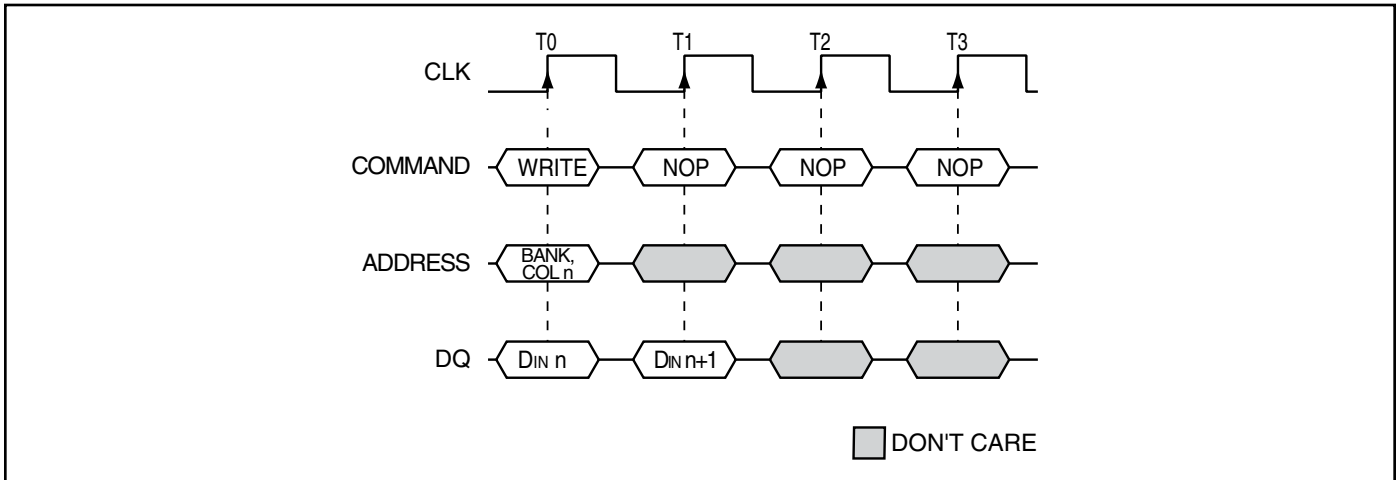 T0 T1 T2 T3
CLK
COMMAND WRITE NOP NOP NOP
ADDRESS BANK,
COL n
DQ DIN n DIN n+1
DON'T CARE